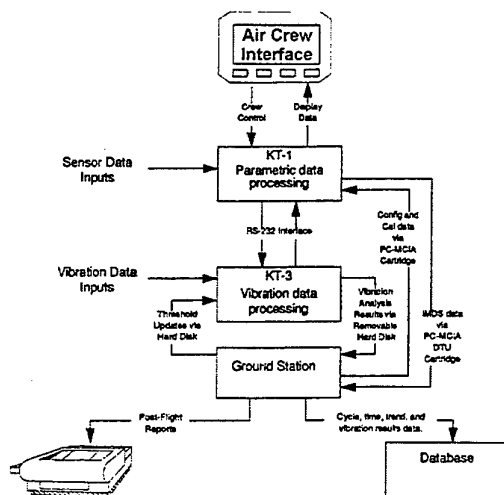 Air Crew
Interface
Crew
Control
Display
Data
KT-1
Parametric data
processing
Sensor Data
Inputs
RS-232 Interface
Config and
Cal data
via
PC-MCIA
Cartridge
KT-3
Vibration data
processing
Vibration Data
Inputs
Threshold
Updates via
Hard Disk
Vibration
Analysis
Results via
Removable
Hard Disk
IMDS data
via
PC-MCIA
DTU
Cartridge
Ground Station
Post-Flight
Reports
Cycle, time, trend, and
vibration results data.
Database